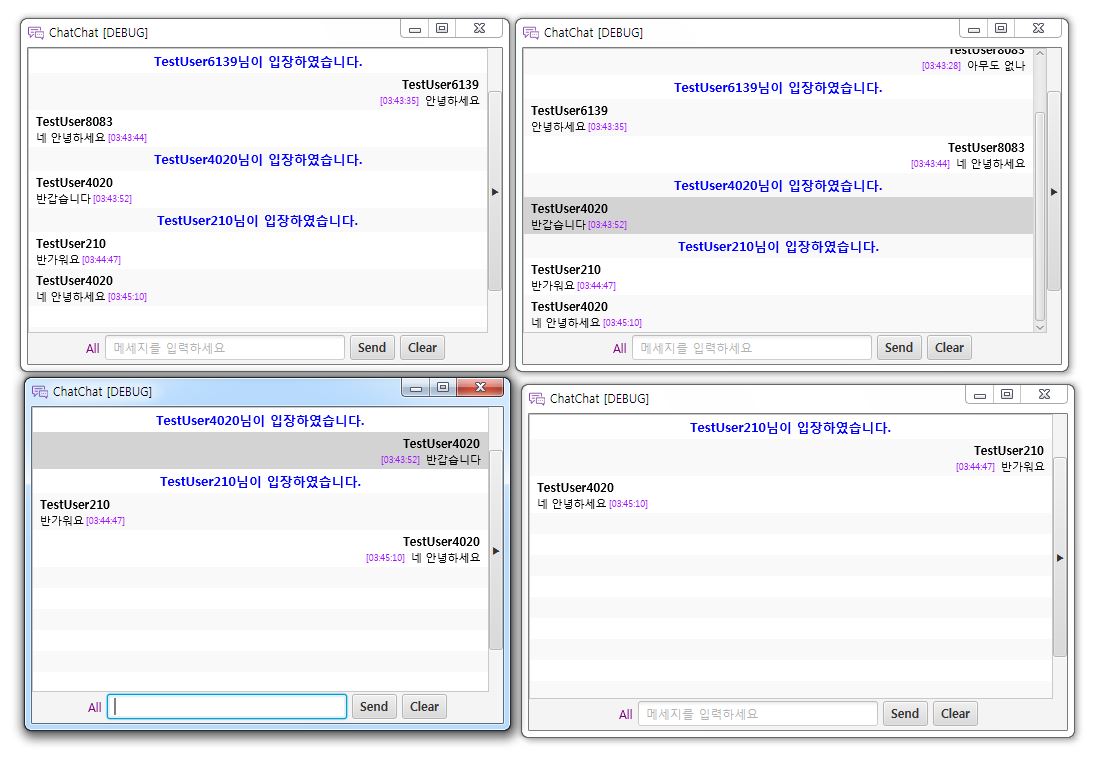 ChatChat [DEBUG]
TestUser6139님이 입장하였습니다.
TestUser6139
[03:43:35] 안녕하세요
TestUser8083
네 안녕하세요 [03:43:44]
TestUser4020님이 입장하였습니다.
TestUser4020
반갑습니다 [03:43:52]
TestUser210님이 입장하였습니다.
TestUser210
반가워요 [03:44:47]
TestUser4020
네 안녕하세요 [03:45:10]
All 메세지를 입력하세요 Send Clear
ChatChat [DEBUG]
TestUser8083
[03:43:28] 아무도 없나
TestUser6139님이 입장하였습니다.
TestUser6139
안녕하세요 [03:43:35]
TestUser8083
[03:43:44] 네 안녕하세요
TestUser4020님이 입장하였습니다.
TestUser4020
반갑습니다 [03:43:52]
TestUser210님이 입장하였습니다.
TestUser210
반가워요 [03:44:47]
TestUser4020
네 안녕하세요 [03:45:10]
All 메세지를 입력하세요 Send Clear
ChatChat [DEBUG]
TestUser4020님이 입장하였습니다.
TestUser4020
[03:43:52] 반갑습니다
TestUser210님이 입장하였습니다.
TestUser210
반가워요 [03:44:47]
TestUser4020
[03:45:10] 네 안녕하세요
All Send Clear
ChatChat [DEBUG]
TestUser210님이 입장하였습니다.
TestUser210
[03:44:47] 반가워요
TestUser4020
네 안녕하세요 [03:45:10]
All 메세지를 입력하세요 Send Clear